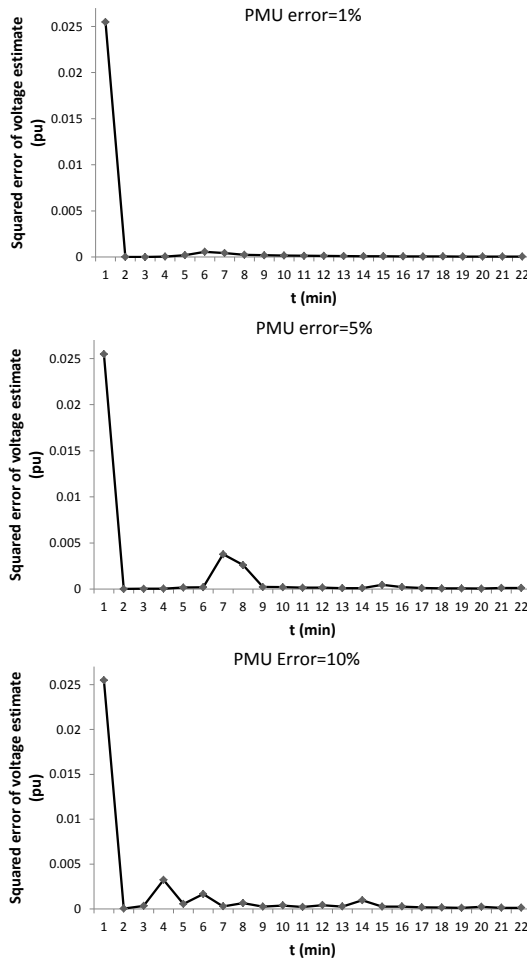 PMU error=1%
Squared error of voltage estimate
(pu)
0.025
0.02
0.015
0.01
0.005
0
1 2 3 4 5 6 7 8 9 10 11 12 13 14 15 16 17 18 19 20 21 22
t (min)
PMU error=5%
Squared error of voltage estimate
(pu)
0.025
0.02
0.015
0.01
0.005
0
1 2 3 4 5 6 7 8 9 10 11 12 13 14 15 16 17 18 19 20 21 22
t (min)
PMU Error=10%
Squared error of voltage estimate
(pu)
0.025
0.02
0.015
0.01
0.005
0
1 2 3 4 5 6 7 8 9 10 11 12 13 14 15 16 17 18 19 20 21 22
t (min)